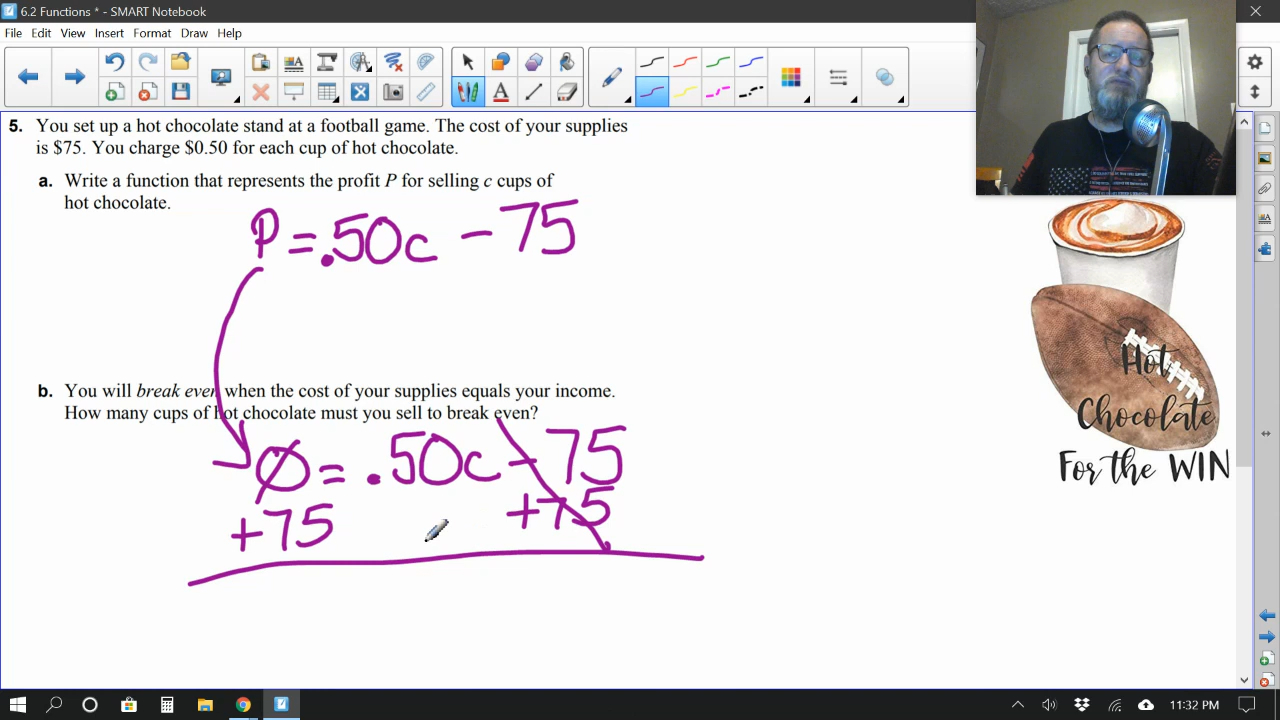 6.2 Functions * - SMART Notebook
File Edit View Insert Format Draw Help
5. You set up a hot chocolate stand at a football game. The cost of your supplies
is $75. You charge $0.50 for each cup of hot chocolate.
a. Write a function that represents the profit P for selling c cups of
hot chocolate.
P = .50c - 75
b. You will break even when the cost of your supplies equals your income.
How many cups of hot chocolate must you sell to break even?
0 = .50c - 75
+75 +75
Hot
Chocolate
For the WIN
11:32 PM